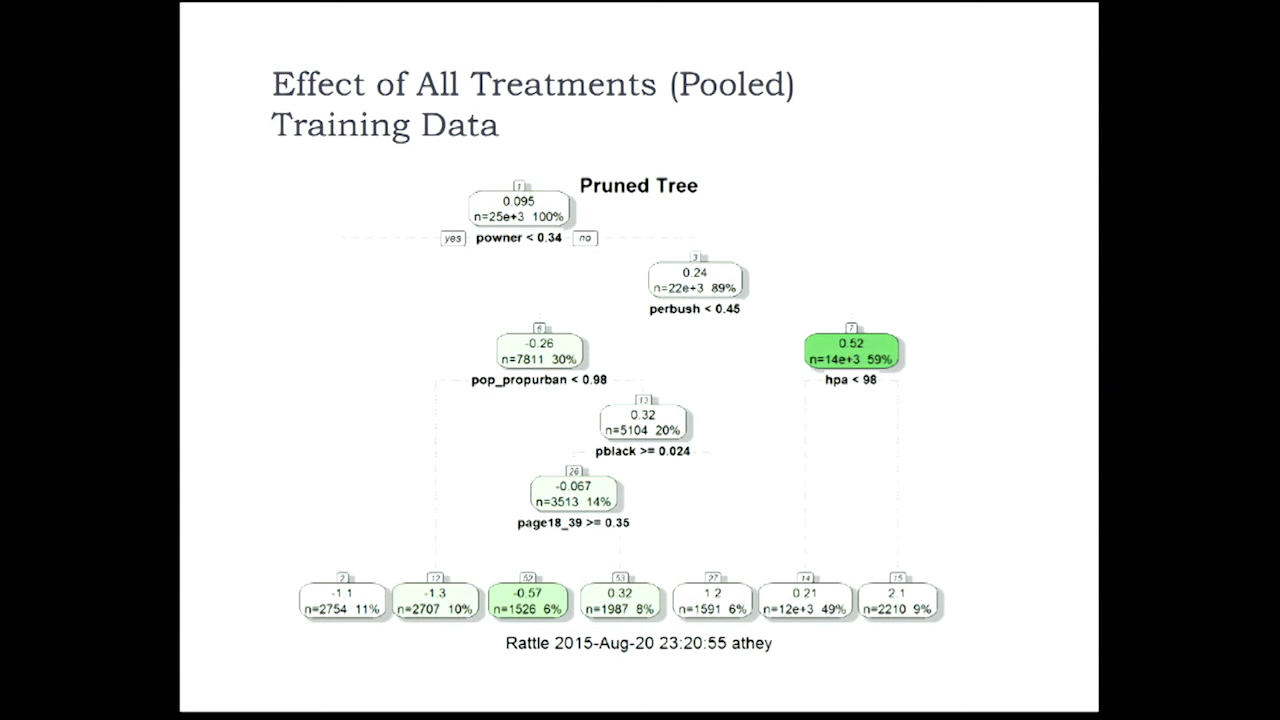 Effect of All Treatments (Pooled)
Training Data
Pruned Tree
1
0.095
n=25e+3 100%
yes powner < 0.34 no
3
0.24
n=22e+3 89%
perbush < 0.45
6
-0.26
n=7811 30%
pop_propurban < 0.98
7
0.52
n=14e+3 59%
hpa < 98
13
0.32
n=5104 20%
pblack >= 0.024
26
-0.067
n=3513 14%
page18_39 >= 0.35
2
-1.1
n=2754 11%
12
-1.3
n=2707 10%
52
-0.57
n=1526 6%
53
0.32
n=1987 8%
27
1.2
n=1591 6%
14
0.21
n=12e+3 49%
15
2.1
n=2210 9%
Rattle 2015-Aug-20 23:20:55 athey